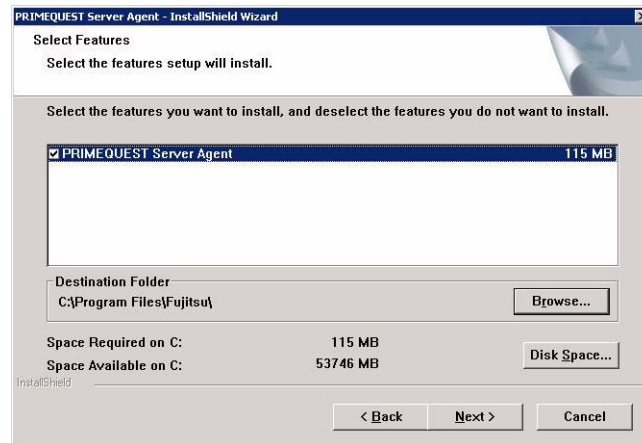 PRIMEQUEST Server Agent - InstallShield Wizard
Select Features
Select the features setup will install.
Select the features you want to install, and deselect the features you do not want to install.
PRIMEQUEST Server Agent 115 MB
Destination Folder
C:\Program Files\Fujitsu\
Browse...
Space Required on C: 115 MB
Space Available on C: 53746 MB
Disk Space...
InstallShield
< Back Next > Cancel